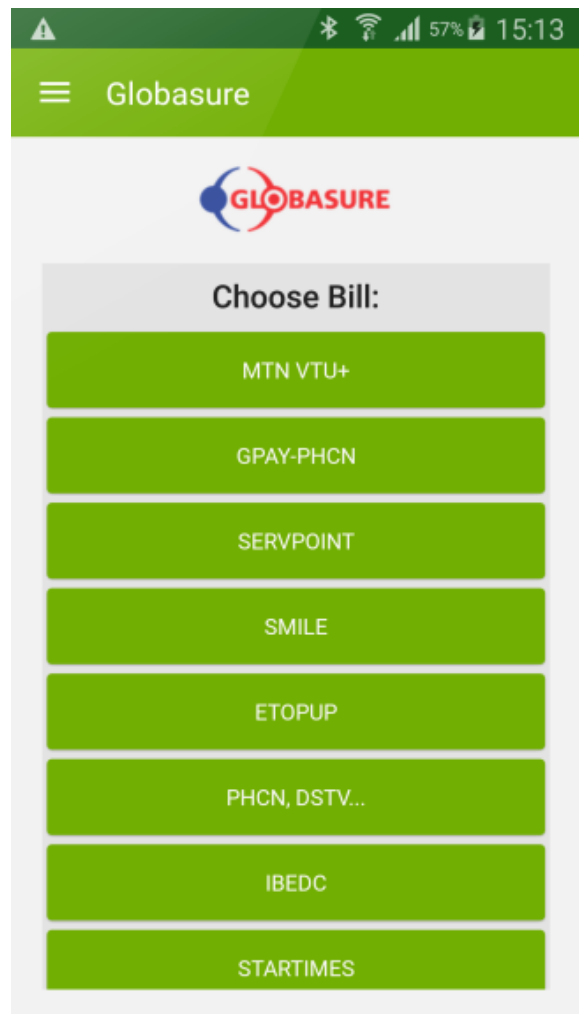 57% 15:13
Globasure
GLOBASURE
Choose Bill:
MTN VTU+
GPAY-PHCN
SERVPOINT
SMILE
ETOPUP
PHCN, DSTV...
IBEDC
STARTIMES